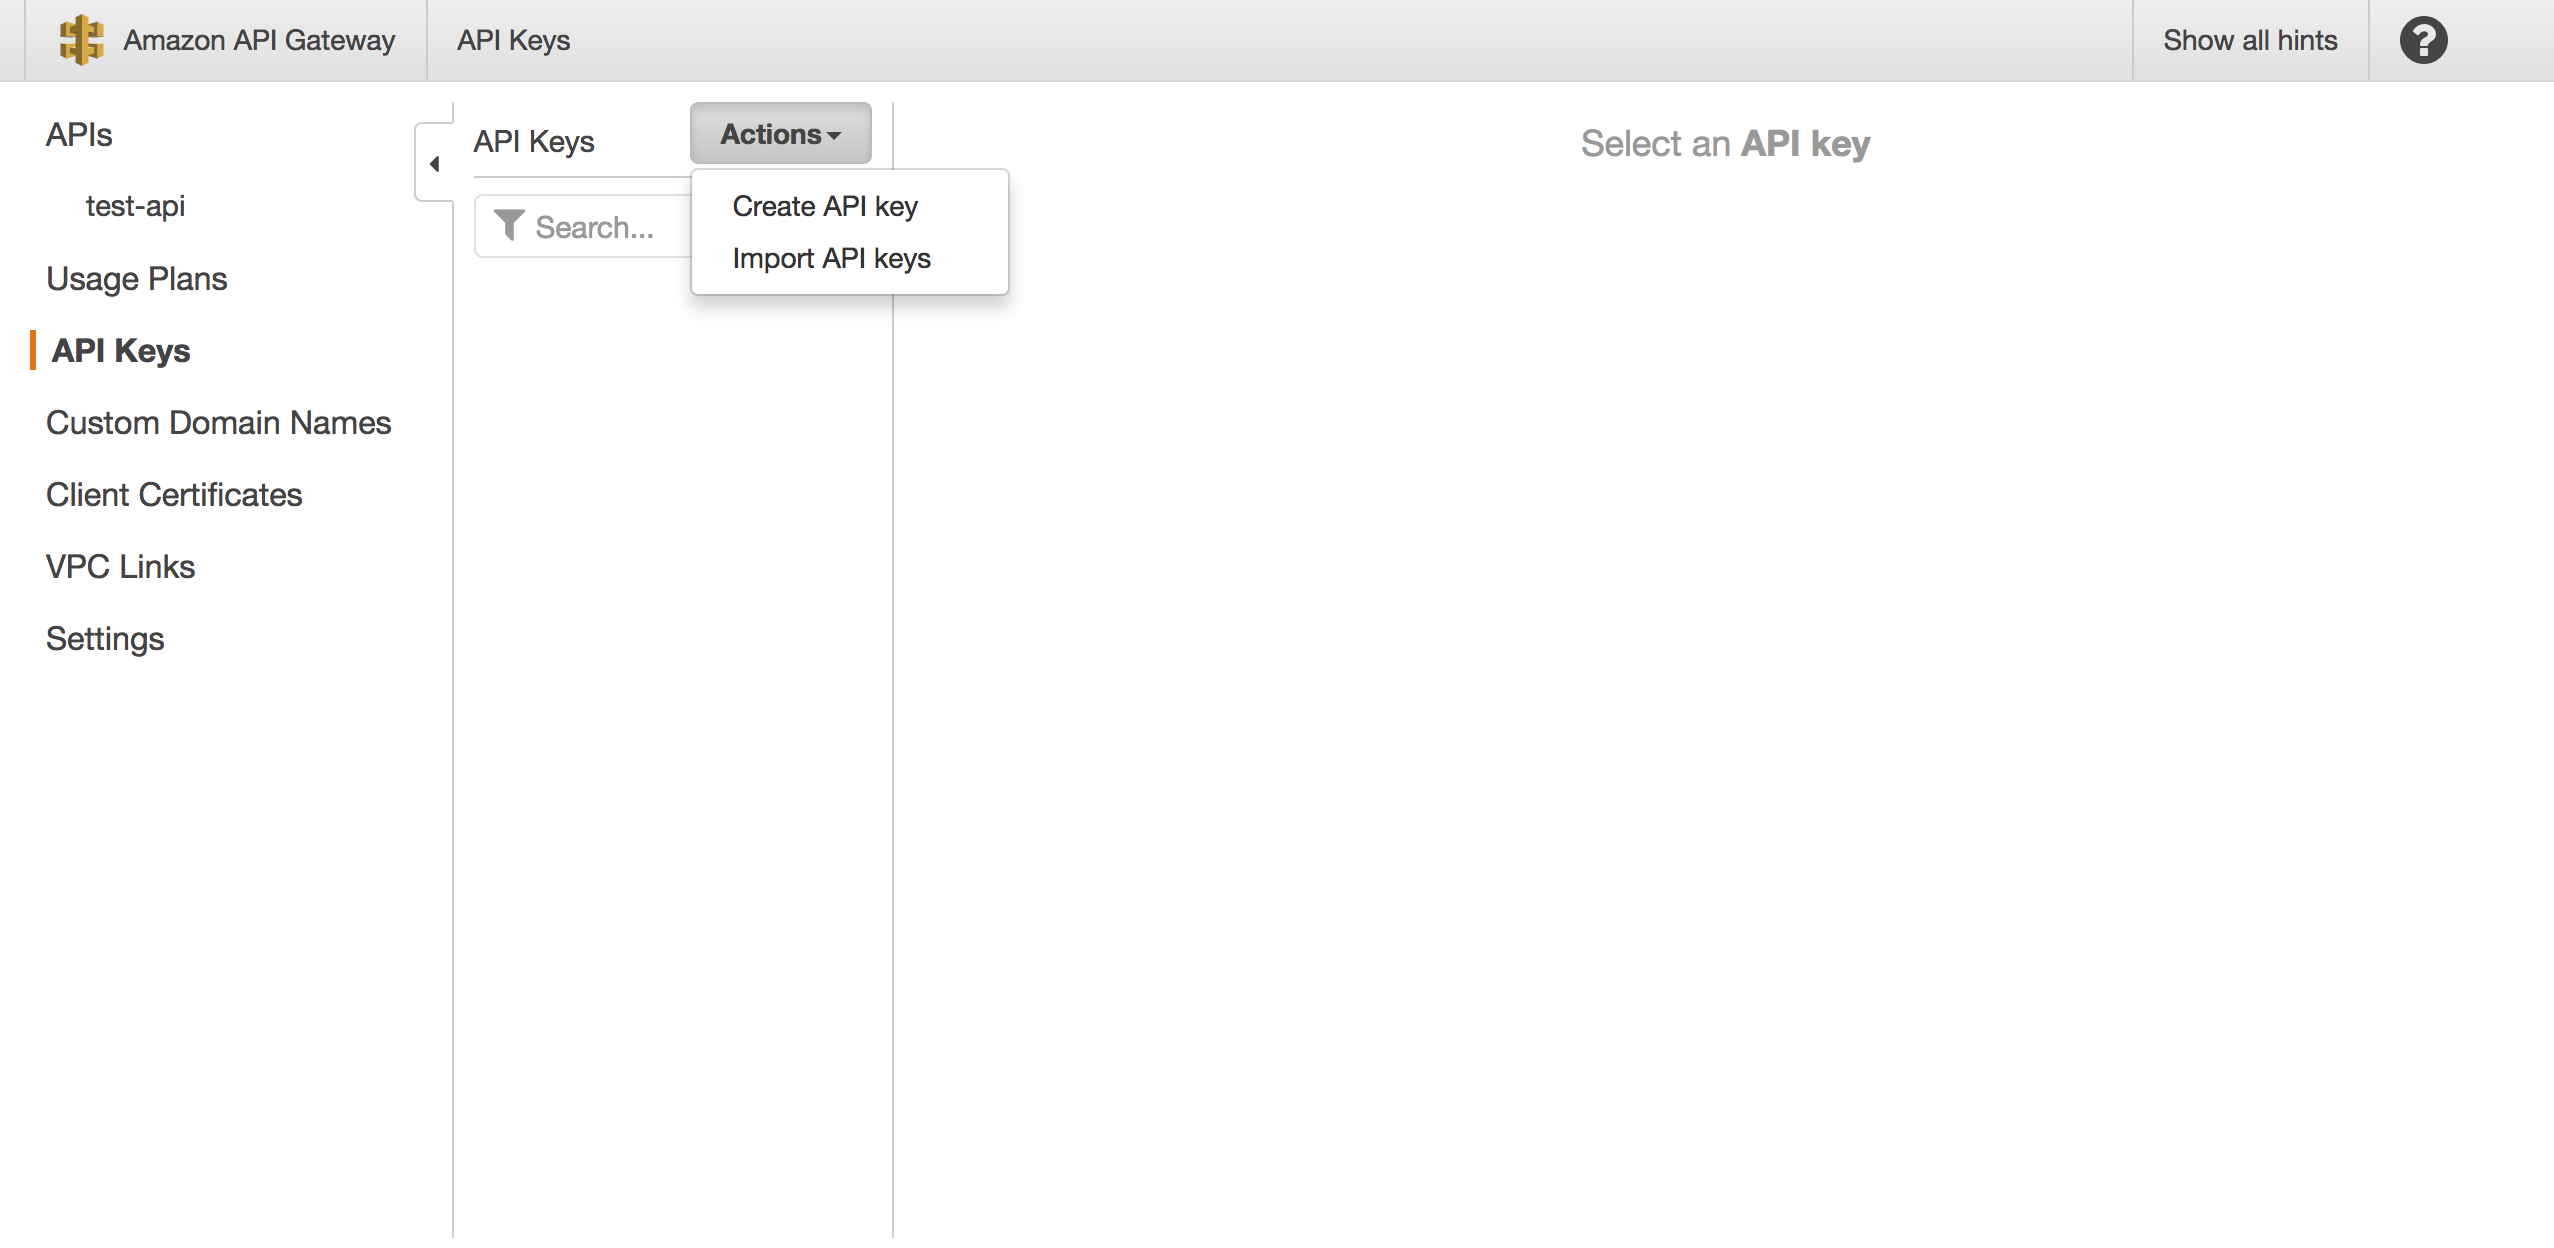 Amazon API Gateway
API Keys
Show all hints
?
APIs
test-api
Usage Plans
API Keys
Custom Domain Names
Client Certificates
VPC Links
Settings
API Keys
Actions
Search...
Create API key
Import API keys
Select an API key